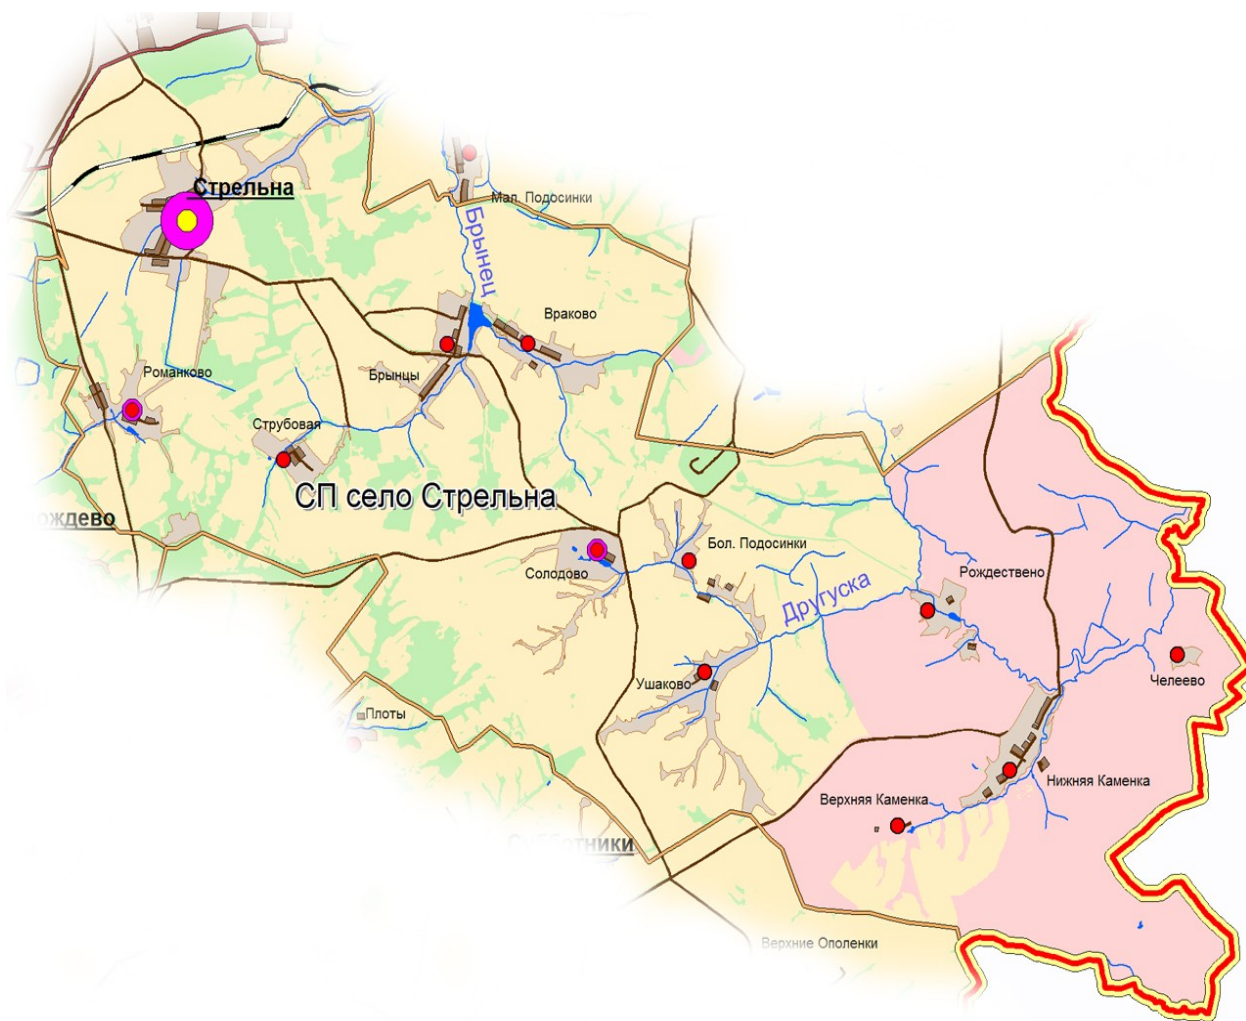 Стрельна
Мал. Подосинки
Брынец
Враково
Романково
Брынцы
Струбовая
СП село Стрельна
ождево
Бол. Подосинки
Солодово
Рождествено
Другуска
Ушаково
Челеево
Плоты
Нижняя Каменка
Верхняя Каменка
Субботники
Верхние Ополенки